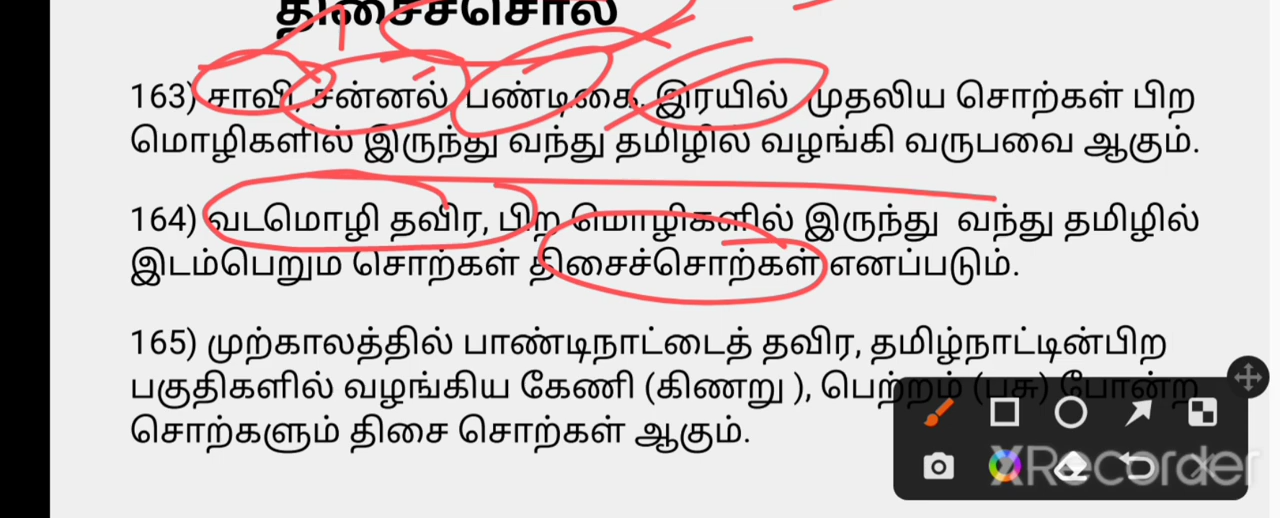 திசைச்சொல்
163) சாவி, சன்னல் பண்டிகை, இரயில் முதலிய சொற்கள் பிற
மொழிகளில் இருந்து வந்து தமிழில் வழங்கி வருபவை ஆகும்.
164) வடமொழி தவிர, பிற மொழிகளில் இருந்து வந்து தமிழில்
இடம்பெறும் சொற்கள் திசைச்சொற்கள் எனப்படும்.
165) முற்காலத்தில் பாண்டிநாட்டைத் தவிர, தமிழ்நாட்டின்பிற
பகுதிகளில் வழங்கிய கேணி (கிணறு ), பெற்றம் (பசு) போன்ற
சொற்களும் திசை சொற்கள் ஆகும்.
XRecorder